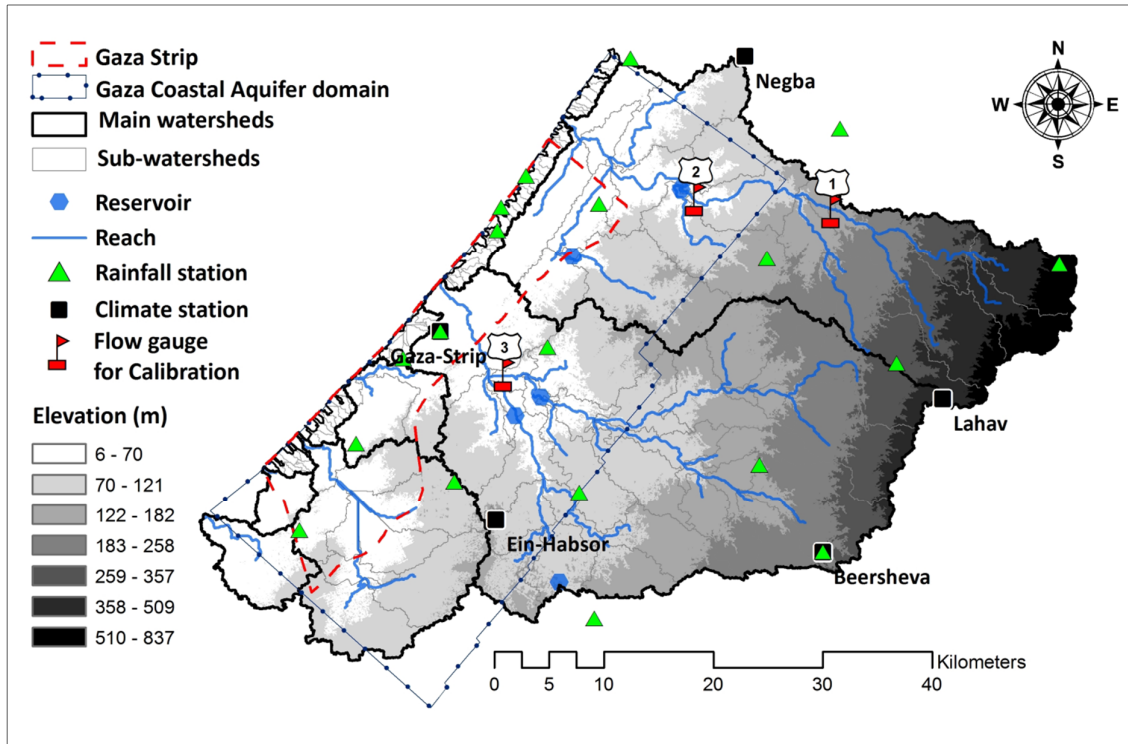 Gaza Strip
Gaza Coastal Aquifer domain
Main watersheds
Sub-watersheds
Reservoir
Reach
Rainfall station
Climate station
Flow gauge
for Calibration
Elevation (m)
6 - 70
70 - 121
122 - 182
183 - 258
259 - 357
358 - 509
510 - 837
Negba
N
W E
S
2
1
3
Gaza-Strip
Lahav
Ein-Habsor
Beersheva
Kilometers
0 5 10 20 30 40